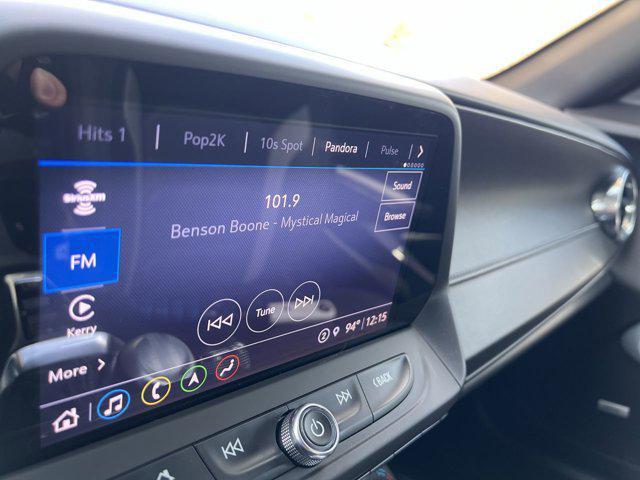 Hits 1 Pop2K 10s Spot Pandora Pulse
SiriusXM
101.9
Sound
Benson Boone - Mystical Magical
Browse
FM
Kerry
Tune
More
2 94° 12:15
BACK